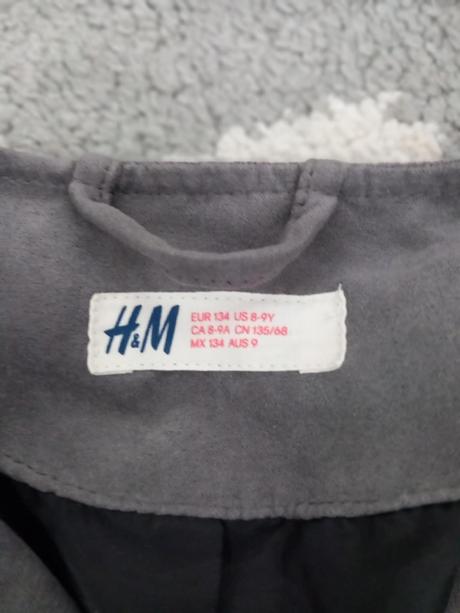 H&M
EUR 134 US 8-9Y
CA 8-9A CN 135/68
MX 134 AUS 9